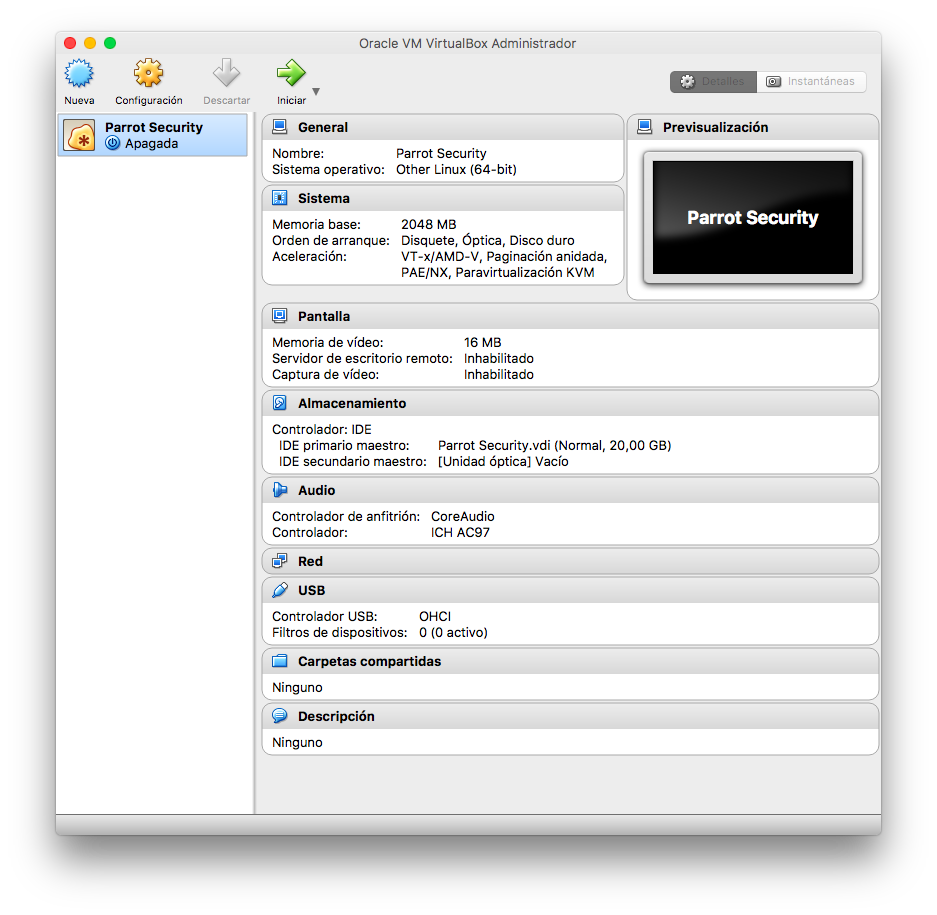 Oracle VM VirtualBox Administrador
Nueva
Configuración
Descartar
Iniciar
Detalles
Instantáneas
Parrot Security
Apagada
General
Nombre: Parrot Security
Sistema operativo: Other Linux (64-bit)
Sistema
Memoria base: 2048 MB
Orden de arranque: Disquete, Óptica, Disco duro
Aceleración: VT-x/AMD-V, Paginación anidada,
PAE/NX, Paravirtualización KVM
Previsualización
Parrot Security
Pantalla
Memoria de vídeo: 16 MB
Servidor de escritorio remoto: Inhabilitado
Captura de vídeo: Inhabilitado
Almacenamiento
Controlador: IDE
IDE primario maestro: Parrot Security.vdi (Normal, 20,00 GB)
IDE secundario maestro: [Unidad óptica] Vacío
Audio
Controlador de anfitrión: CoreAudio
Controlador: ICH AC97
Red
USB
Controlador USB: OHCI
Filtros de dispositivos: 0 (0 activo)
Carpetas compartidas
Ninguno
Descripción
Ninguno